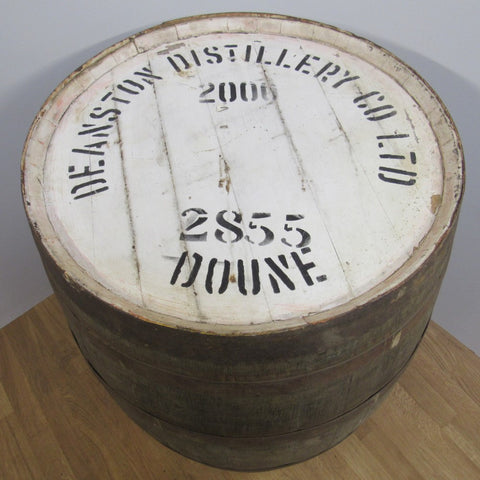 DEANSTON DISTILLERY CO LTD
2006
2855
DOUNE